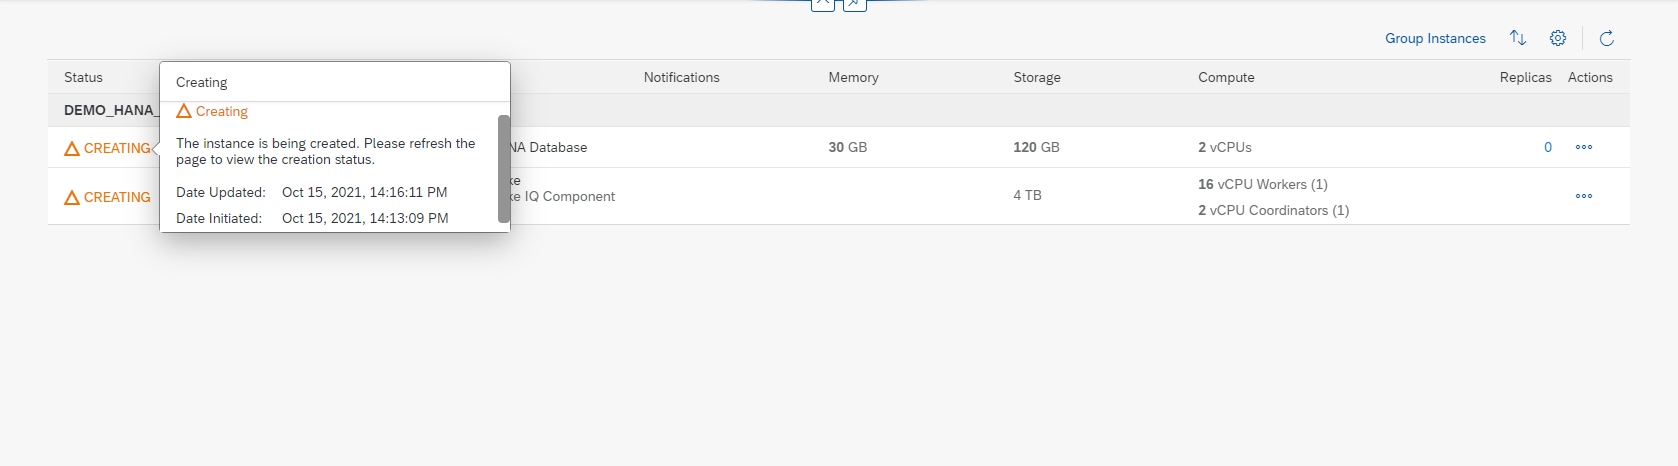 Group Instances
Status Notifications Memory Storage Compute Replicas Actions
Creating
DEMO_HANA_
Creating
The instance is being created. Please refresh the
page to view the creation status.
Date Updated: Oct 15, 2021, 14:16:11 PM
Date Initiated: Oct 15, 2021, 14:13:09 PM
CREATING NA Database 30 GB 120 GB 2 vCPUs 0
CREATING ke
ke IQ Component 4 TB 16 vCPU Workers (1)
2 vCPU Coordinators (1)